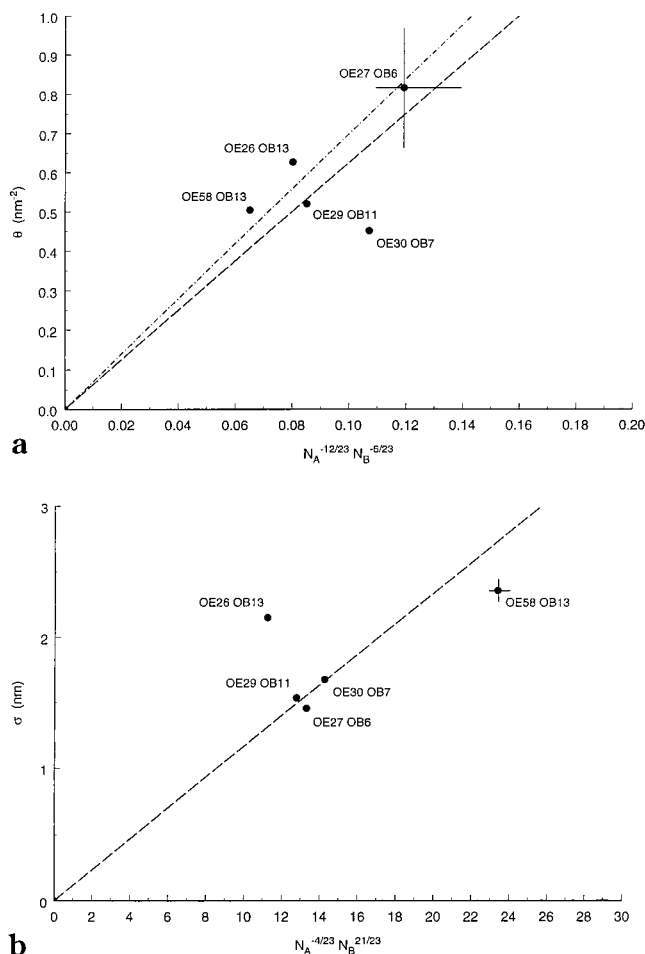 1.0
0.9
0.8
0.7
0.6
0.5
0.4
0.3
0.2
0.1
0.0
θ (nm⁻²)
OE27 OB6
OE26 OB13
OE58 OB13
OE29 OB11
OE30 OB7
0.00 0.02 0.04 0.06 0.08 0.10 0.12 0.14 0.16 0.18 0.20
a
N_A^-12/23 N_B^-6/23
3
2
1
0
σ (nm)
OE26 OB13
OE58 OB13
OE29 OB11
OE30 OB7
OE27 OB6
0 2 4 6 8 10 12 14 16 18 20 22 24 26 28 30
b
N_A^-4/23 N_B^21/23